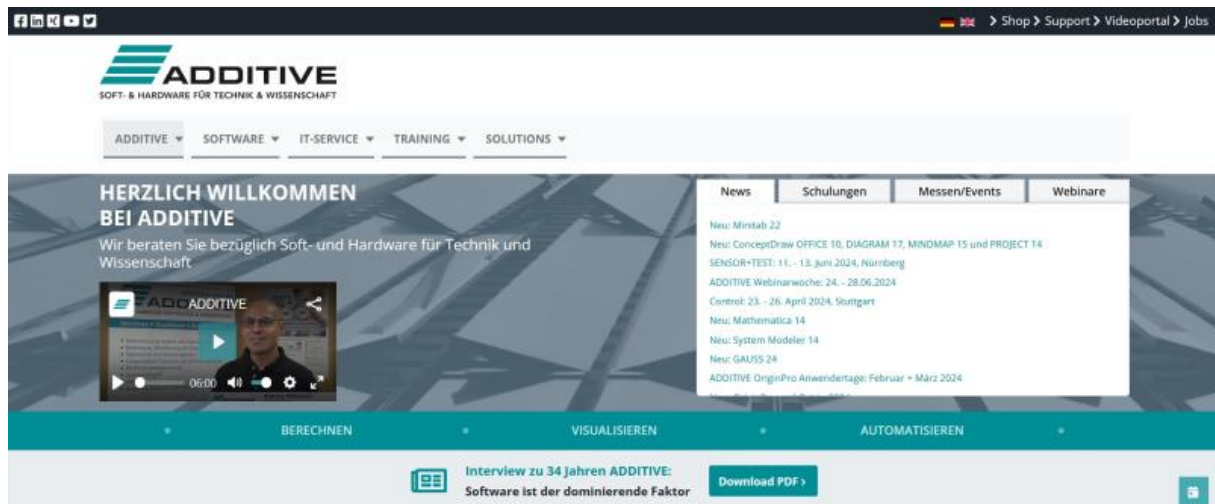 > Shop > Support > Videoportal > Jobs
ADDITIVE
SOFT- & HARDWARE FÜR TECHNIK & WISSENSCHAFT
ADDITIVE
SOFTWARE
IT-SERVICE
TRAINING
SOLUTIONS
HERZLICH WILLKOMMEN
BEI ADDITIVE
Wir beraten Sie bezüglich Soft- und Hardware für Technik und
Wissenschaft
ADDITIVE
06:00
News
Schulungen
Messen/Events
Webinare
Neu: Minitab 22
Neu: ConceptDraw OFFICE 10, DIAGRAM 17, MINDMAP 15 und PROJECT 14
SENSOR+TEST: 11. - 13. Juni 2024, Nürnberg
ADDITIVE Webinarwoche: 24. - 28.06.2024
Control: 23. - 26. April 2024, Stuttgart
Neu: Mathematica 14
Neu: System Modeler 14
Neu: GAUSS 24
ADDITIVE OriginPro Anwendertage: Februar + März 2024
BERECHNEN
VISUALISIEREN
AUTOMATISIEREN
Interview zu 34 Jahren ADDITIVE:
Software ist der dominierende Faktor
Download PDF >